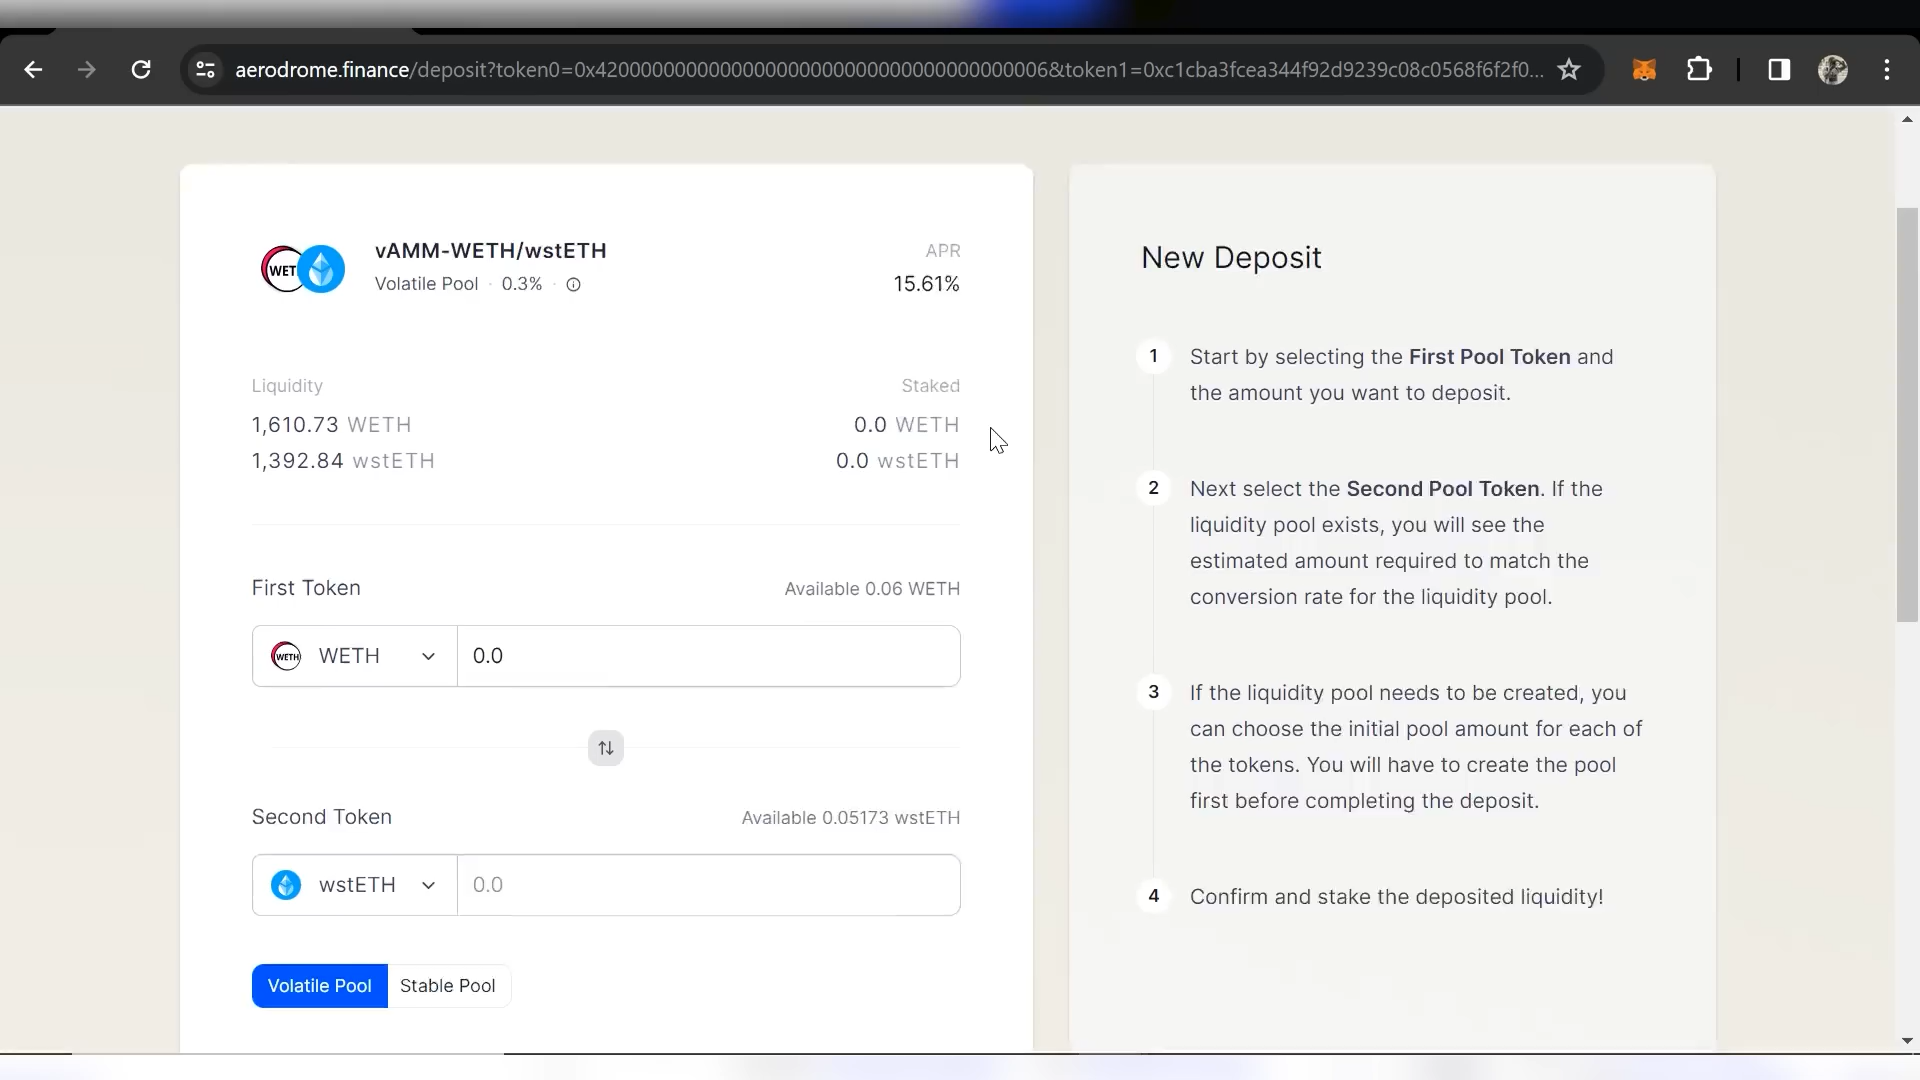 aerodrome.finance/deposit?token0=0x4200000000000000000000000000000000000006&token1=0xc1cba3fcea344f92d9239c08c0568f6f2f0...
WET
vAMM-WETH/wstETH
Volatile Pool · 0.3% ·
APR
15.61%
Liquidity
Staked
1,610.73 WETH
0.0 WETH
1,392.84 wstETH
0.0 wstETH
First Token
Available 0.06 WETH
WETH WETH
0.0
Second Token
Available 0.05173 wstETH
wstETH
0.0
Volatile Pool
Stable Pool
New Deposit
1 Start by selecting the First Pool Token and
the amount you want to deposit.
2 Next select the Second Pool Token. If the
liquidity pool exists, you will see the
estimated amount required to match the
conversion rate for the liquidity pool.
3 If the liquidity pool needs to be created, you
can choose the initial pool amount for each of
the tokens. You will have to create the pool
first before completing the deposit.
4 Confirm and stake the deposited liquidity!